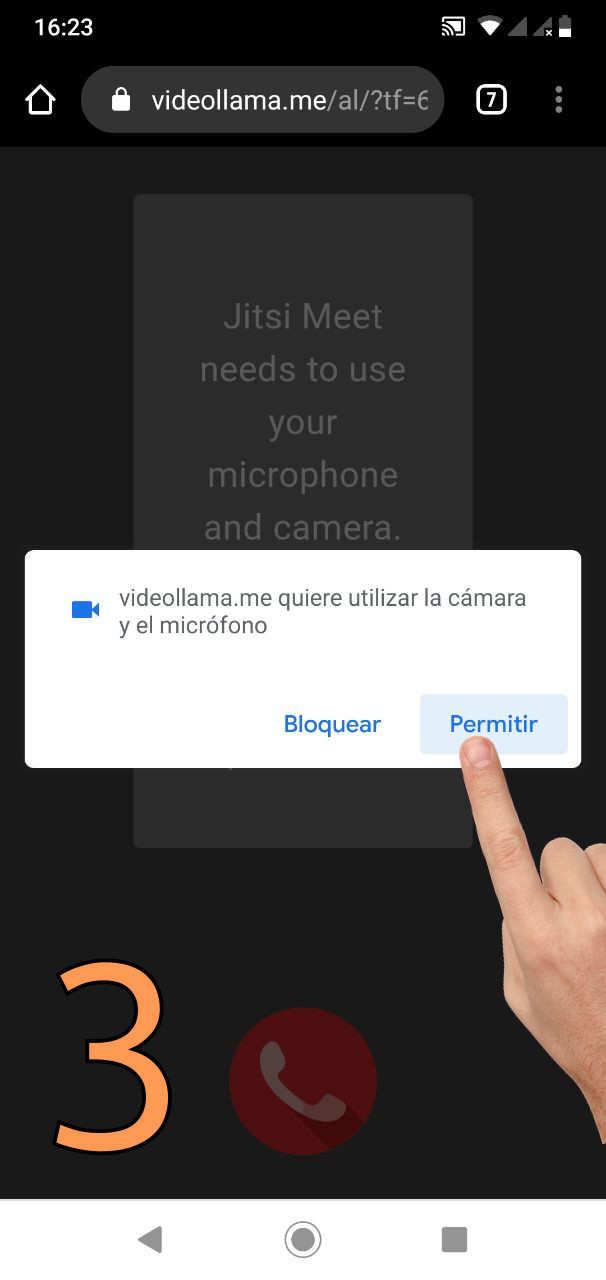 16:23
videollama.me/al/?tf=6
7
Jitsi Meet
needs to use
your
microphone
and camera.
videollama.me quiere utilizar la cámara
y el micrófono
Bloquear
Permitir
3